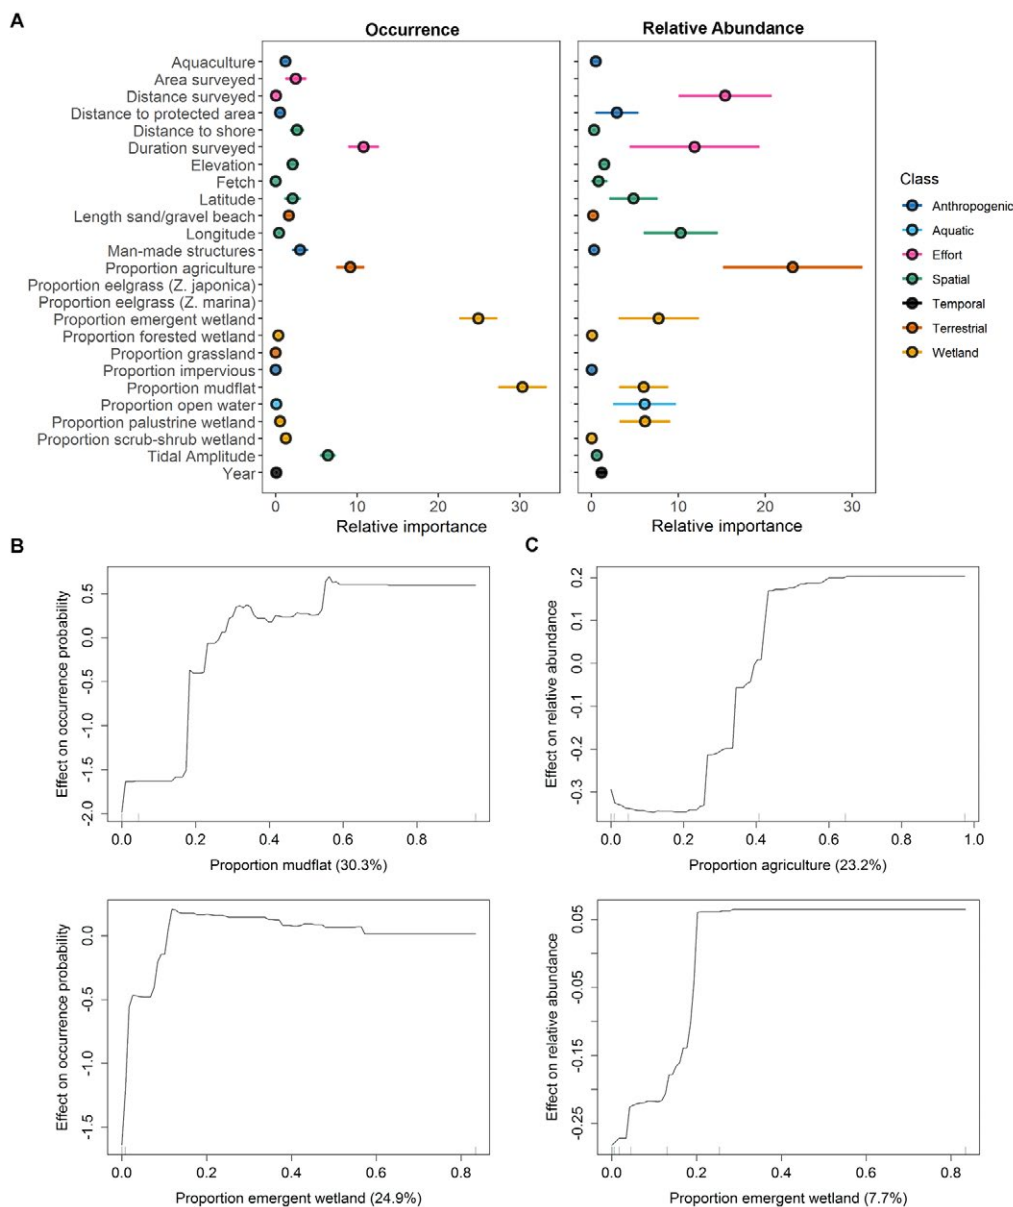 A
Occurrence
Relative Abundance
Aquaculture
Area surveyed
Distance surveyed
Distance to protected area
Distance to shore
Duration surveyed
Elevation
Fetch
Latitude
Length sand/gravel beach
Longitude
Man-made structures
Proportion agriculture
Proportion eelgrass (Z. japonica)
Proportion eelgrass (Z. marina)
Proportion emergent wetland
Proportion forested wetland
Proportion grassland
Proportion impervious
Proportion mudflat
Proportion open water
Proportion palustrine wetland
Proportion scrub-shrub wetland
Tidal Amplitude
Year
0 10 20 30
Relative importance
0 10 20 30
Relative importance
Class
Anthropogenic
Aquatic
Effort
Spatial
Temporal
Terrestrial
Wetland
B
Effect on occurrence probability
0.5
0.0
-0.5
-1.0
-1.5
-2.0
0.0 0.2 0.4 0.6 0.8
Proportion mudflat (30.3%)
C
Effect on relative abundance
0.2
0.1
0.0
-0.1
-0.2
-0.3
0.0 0.2 0.4 0.6 0.8 1.0
Proportion agriculture (23.2%)
Effect on occurrence probability
0.0
-0.5
-1.0
-1.5
0.0 0.2 0.4 0.6 0.8
Proportion emergent wetland (24.9%)
Effect on relative abundance
0.05
-0.05
-0.15
-0.25
0.0 0.2 0.4 0.6 0.8
Proportion emergent wetland (7.7%)